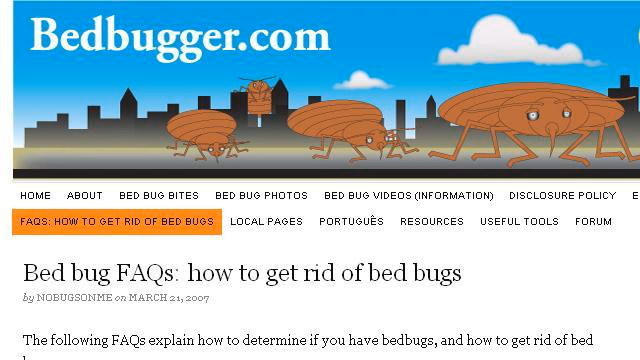 Bedbugger.com
HOME ABOUT BED BUG BITES BED BUG PHOTOS BED BUG VIDEOS (INFORMATION) DISCLOSURE POLICY E
FAQS: HOW TO GET RID OF BED BUGS LOCAL PAGES PORTUGUÊS RESOURCES USEFUL TOOLS FORUM
Bed bug FAQs: how to get rid of bed bugs
by NOBUGSONME on MARCH 21, 2007
The following FAQs explain how to determine if you have bedbugs, and how to get rid of bed